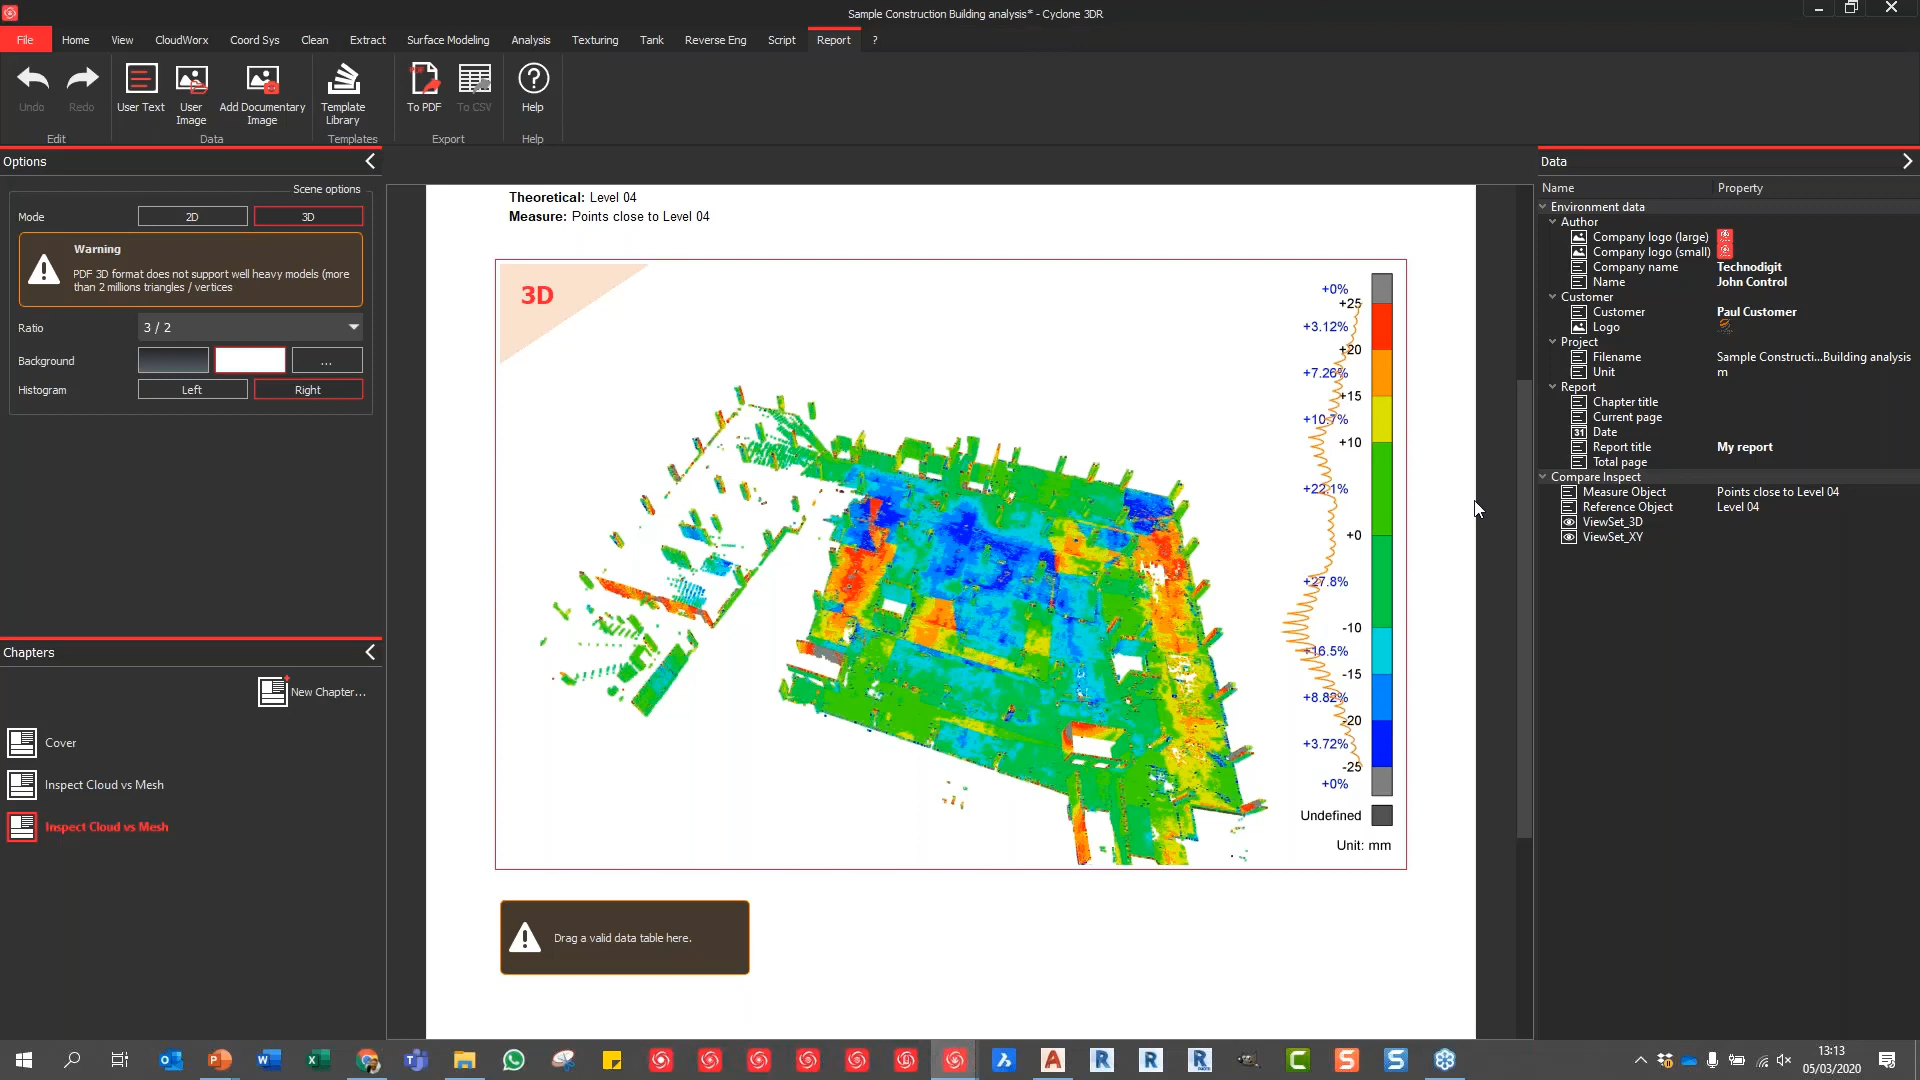 Sample Construction Building analysis* - Cyclone 3DR
File
Home
View
CloudWorx
Coord Sys
Clean
Extract
Surface Modeling
Analysis
Texturing
Tank
Reverse Eng
Script
Report
?
Undo
Redo
User Text
User
Image
Add Documentary
Image
Template
Library
To PDF
To CSV
Help
Edit
Data
Templates
Export
Help
Options
Scene options
Mode
2D
3D
Warning
PDF 3D format does not support well heavy models (more
than 2 millions triangles / vertices
Ratio
3 / 2
Background
...
Histogram
Left
Right
Chapters
New Chapter...
Cover
Inspect Cloud vs Mesh
Inspect Cloud vs Mesh
Theoretical: Level 04
Measure: Points close to Level 04
3D
+0%
+25
+3.12%
+20
+7.26%
+15
+10.7%
+10
+22.1%
+0
+27.8%
-10
+16.5%
-15
+8.82%
-20
+3.72%
-25
+0%
Undefined
Unit: mm
Drag a valid data table here.
Data
Name Property
Environment data
Author
Company logo (large)
Company logo (small)
Company name Technodigit
Name John Control
Customer
Customer Paul Customer
Logo
Project
Filename Sample Constructi...Building analysis
Unit m
Report
Chapter title
Current page
31 Date
Report title My report
Total page
Compare Inspect
Measure Object Points close to Level 04
Reference Object Level 04
ViewSet_3D
ViewSet_XY
13:13
05/03/2020